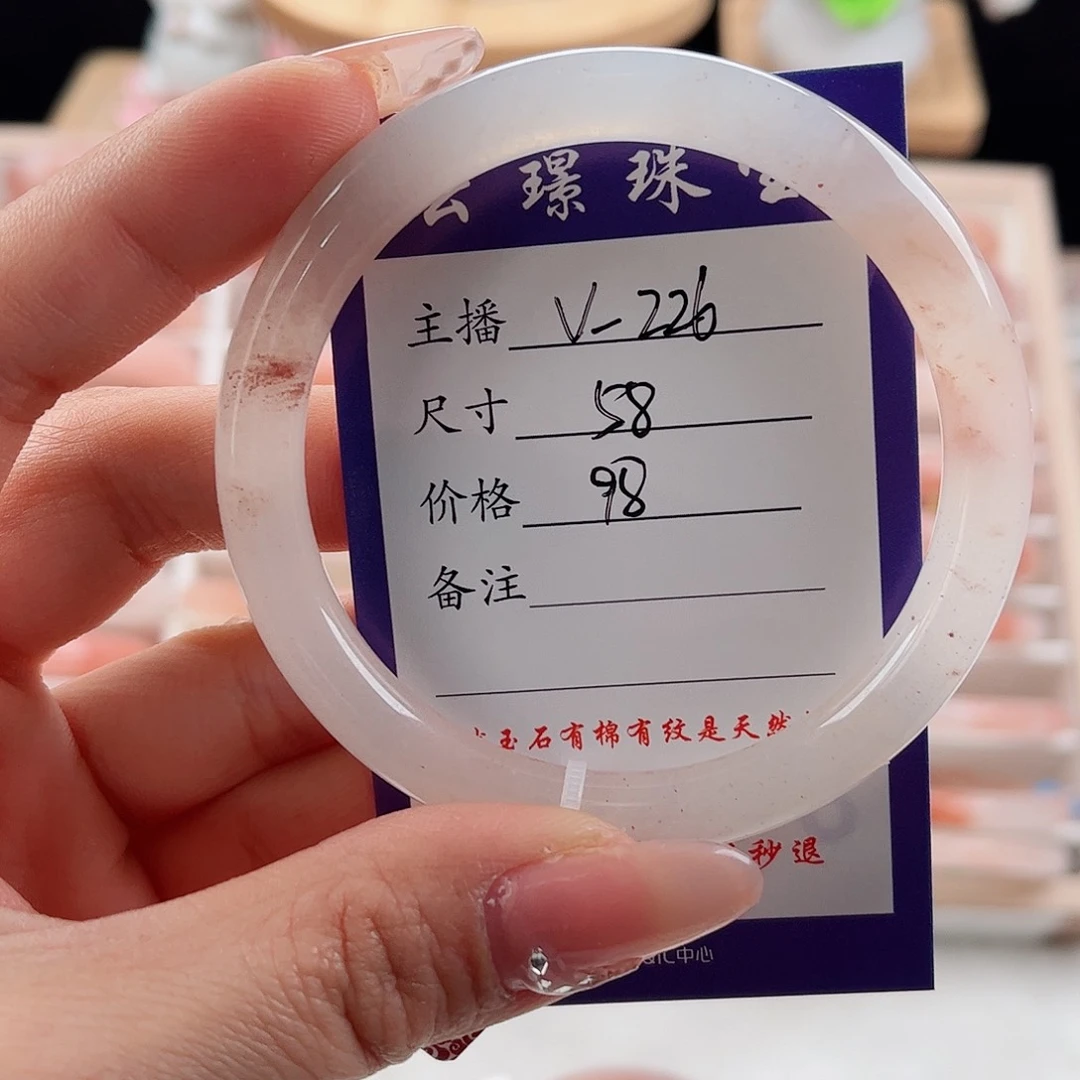 璟珠
主播 V-226
尺寸 58
价格 98
备注
玉石有棉有纹是天然
秒退
中心